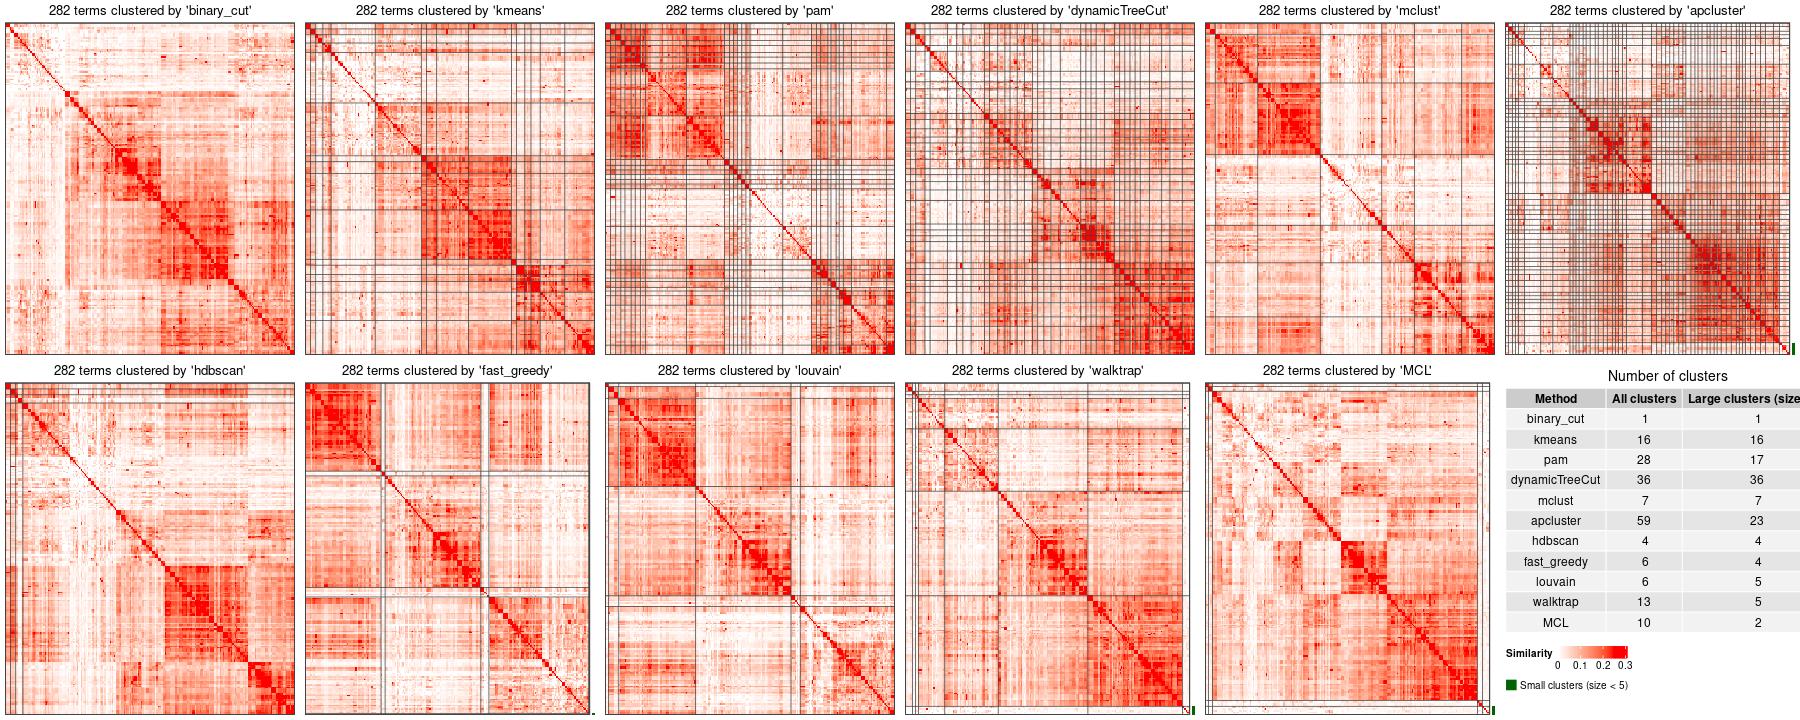 282 terms clustered by 'binary_cut'
282 terms clustered by 'kmeans'
282 terms clustered by 'pam'
282 terms clustered by 'dynamicTreeCut'
282 terms clustered by 'mclust'
282 terms clustered by 'apcluster'
282 terms clustered by 'hdbscan'
282 terms clustered by 'fast_greedy'
282 terms clustered by 'louvain'
282 terms clustered by 'walktrap'
282 terms clustered by 'MCL'
Number of clusters
Method All clusters Large clusters (size
binary_cut 1 1
kmeans 16 16
pam 28 17
dynamicTreeCut 36 36
mclust 7 7
apcluster 59 23
hdbscan 4 4
fast_greedy 6 4
louvain 6 5
walktrap 13 5
MCL 10 2
Similarity
0 0.1 0.2 0.3
Small clusters (size < 5)